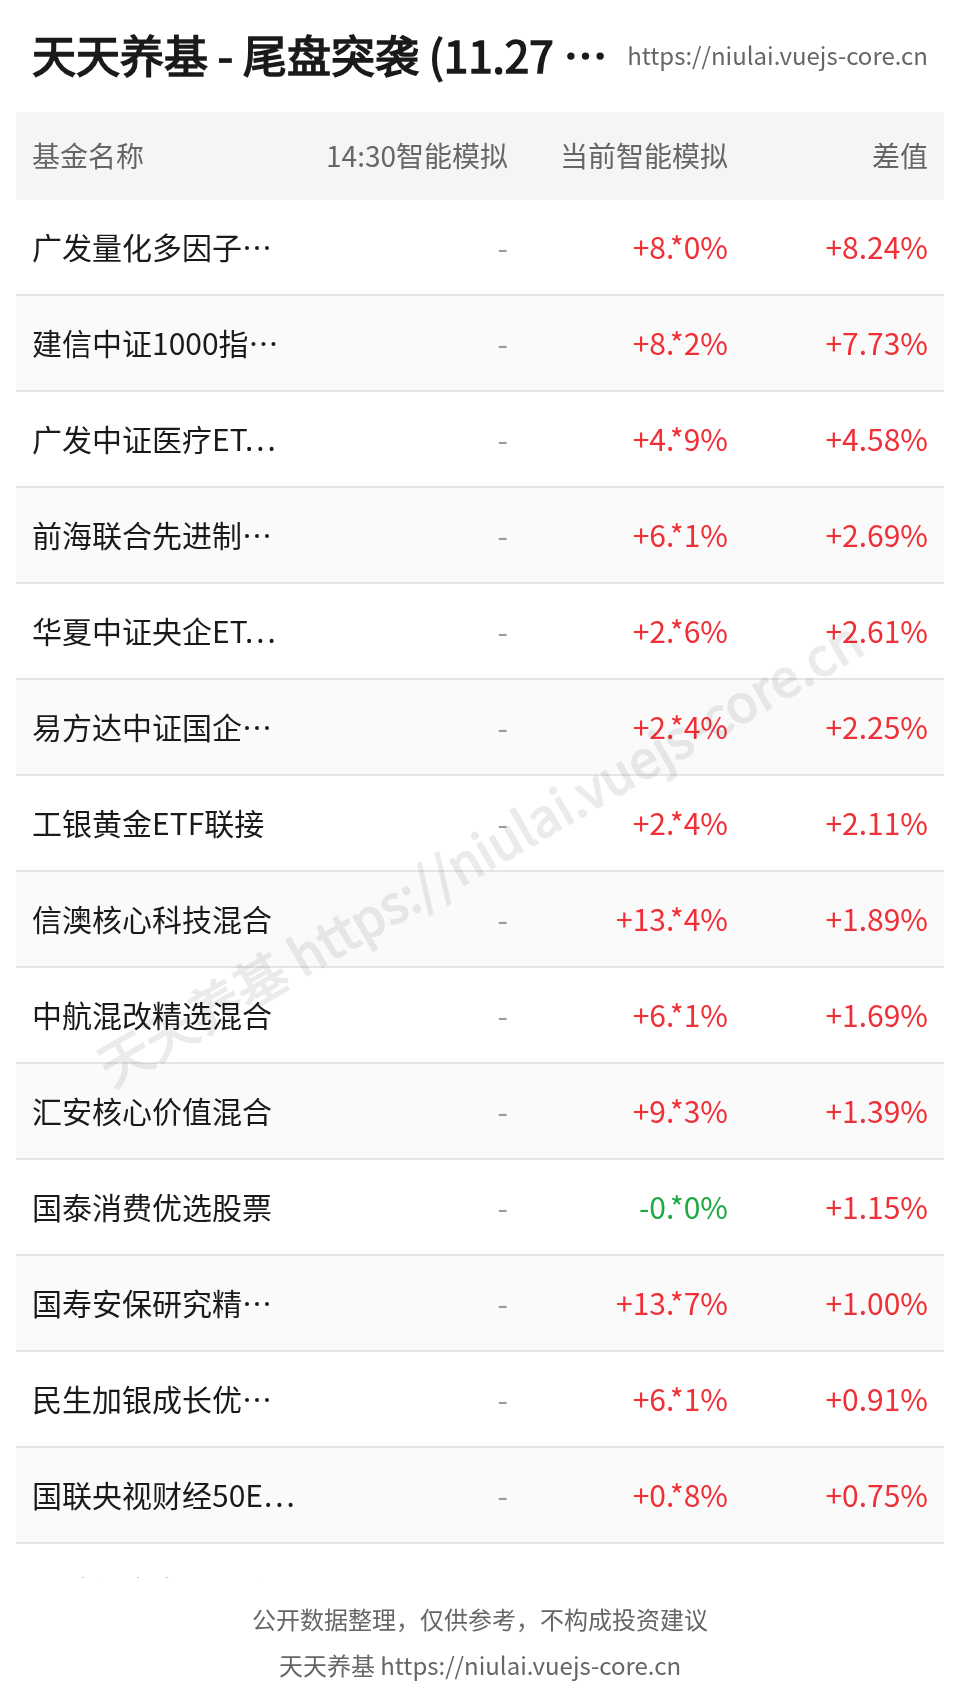 天天养基 - 尾盘突袭 (11.27 … https://niulai.vuejs-core.cn
基金名称 14:30智能模拟 当前智能模拟 差值
广发量化多因子… - +8.*0% +8.24%
建信中证1000指… - +8.*2% +7.73%
广发中证医疗ET… - +4.*9% +4.58%
前海联合先进制… - +6.*1% +2.69%
华夏中证央企ET… - +2.*6% +2.61%
易方达中证国企… - +2.*4% +2.25%
工银黄金ETF联接 - +2.*4% +2.11%
信澳核心科技混合 - +13.*4% +1.89%
中航混改精选混合 - +6.*1% +1.69%
汇安核心价值混合 - +9.*3% +1.39%
国泰消费优选股票 - -0.*0% +1.15%
国寿安保研究精… - +13.*7% +1.00%
民生加银成长优… - +6.*1% +0.91%
国联央视财经50E… - +0.*8% +0.75%
天天养基 https://niulai.vuejs-core.cn
公开数据整理，仅供参考，不构成投资建议
天天养基 https://niulai.vuejs-core.cn